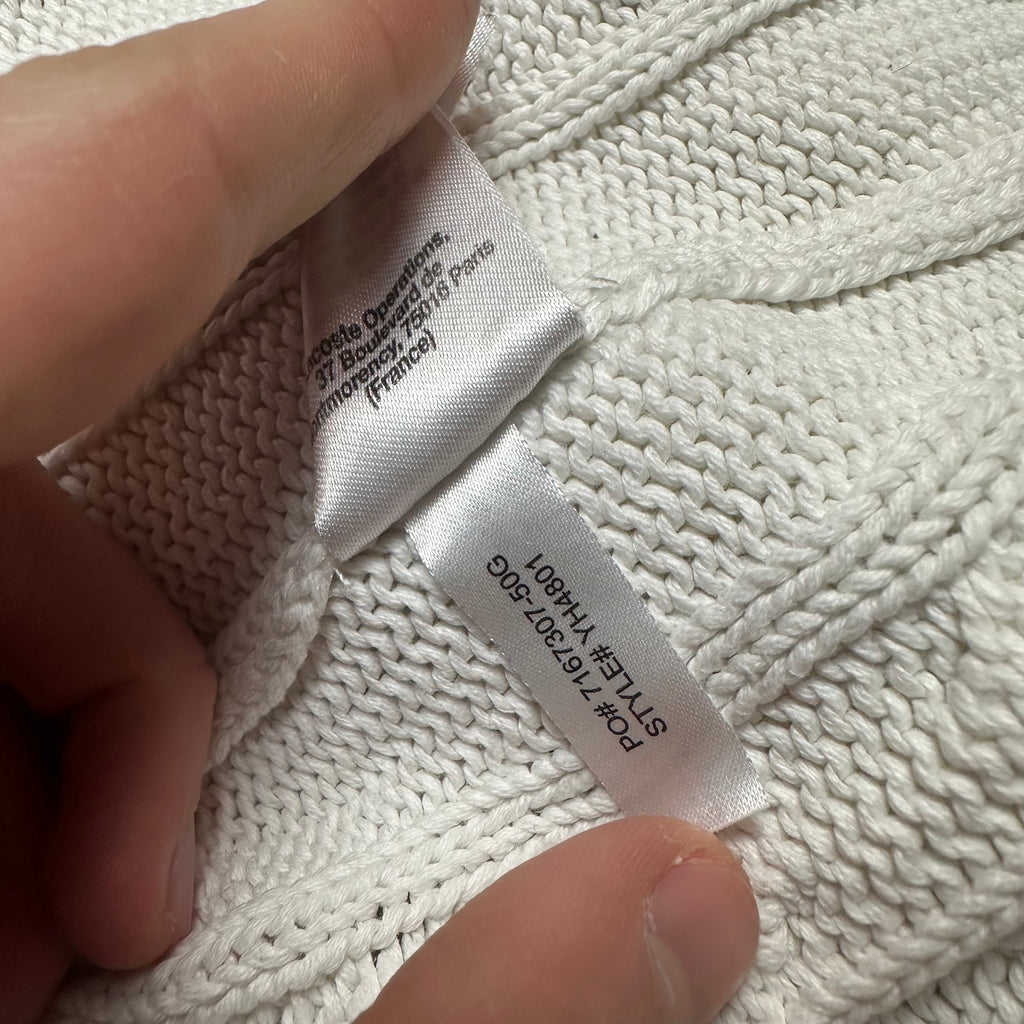 acoste Operations.
37 Boulevard de
ontmorency, 75016 Paris
(France)
PO# 7167307-50G
STYLE# YH4801